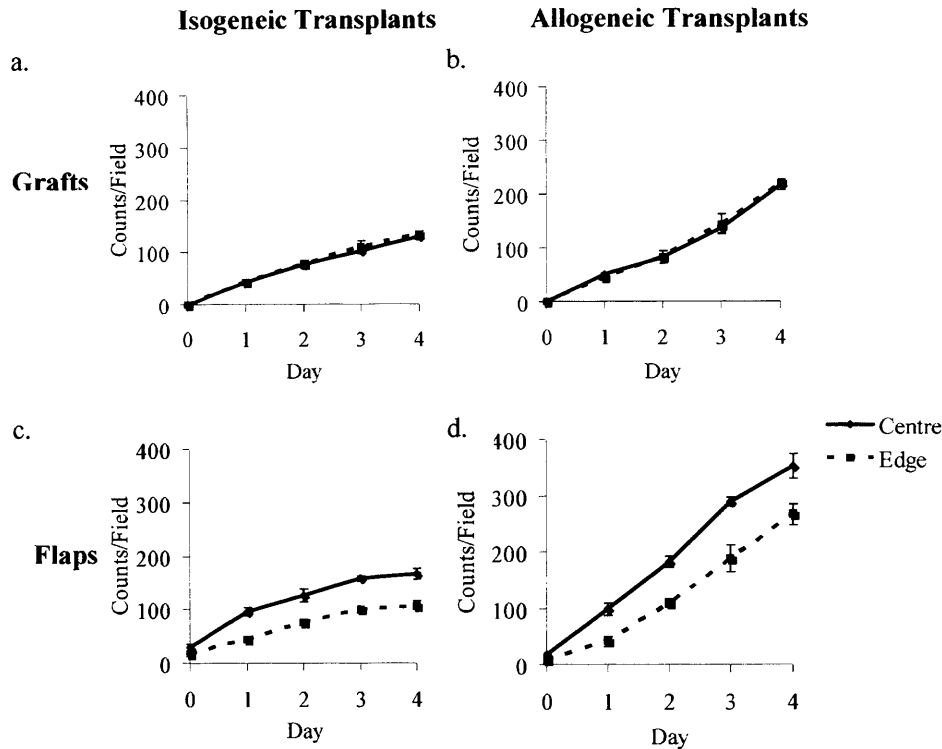 Isogeneic Transplants
Allogeneic Transplants
a.
b.
Grafts
Counts/Field
400
300
200
100
0
0 1 2 3 4
Day
Counts/Field
400
300
200
100
0
0 1 2 3 4
Day
c.
d.
Flaps
Counts/Field
400
300
200
100
0
0 1 2 3 4
Day
Counts/Field
400
300
200
100
0
0 1 2 3 4
Day
Centre
Edge